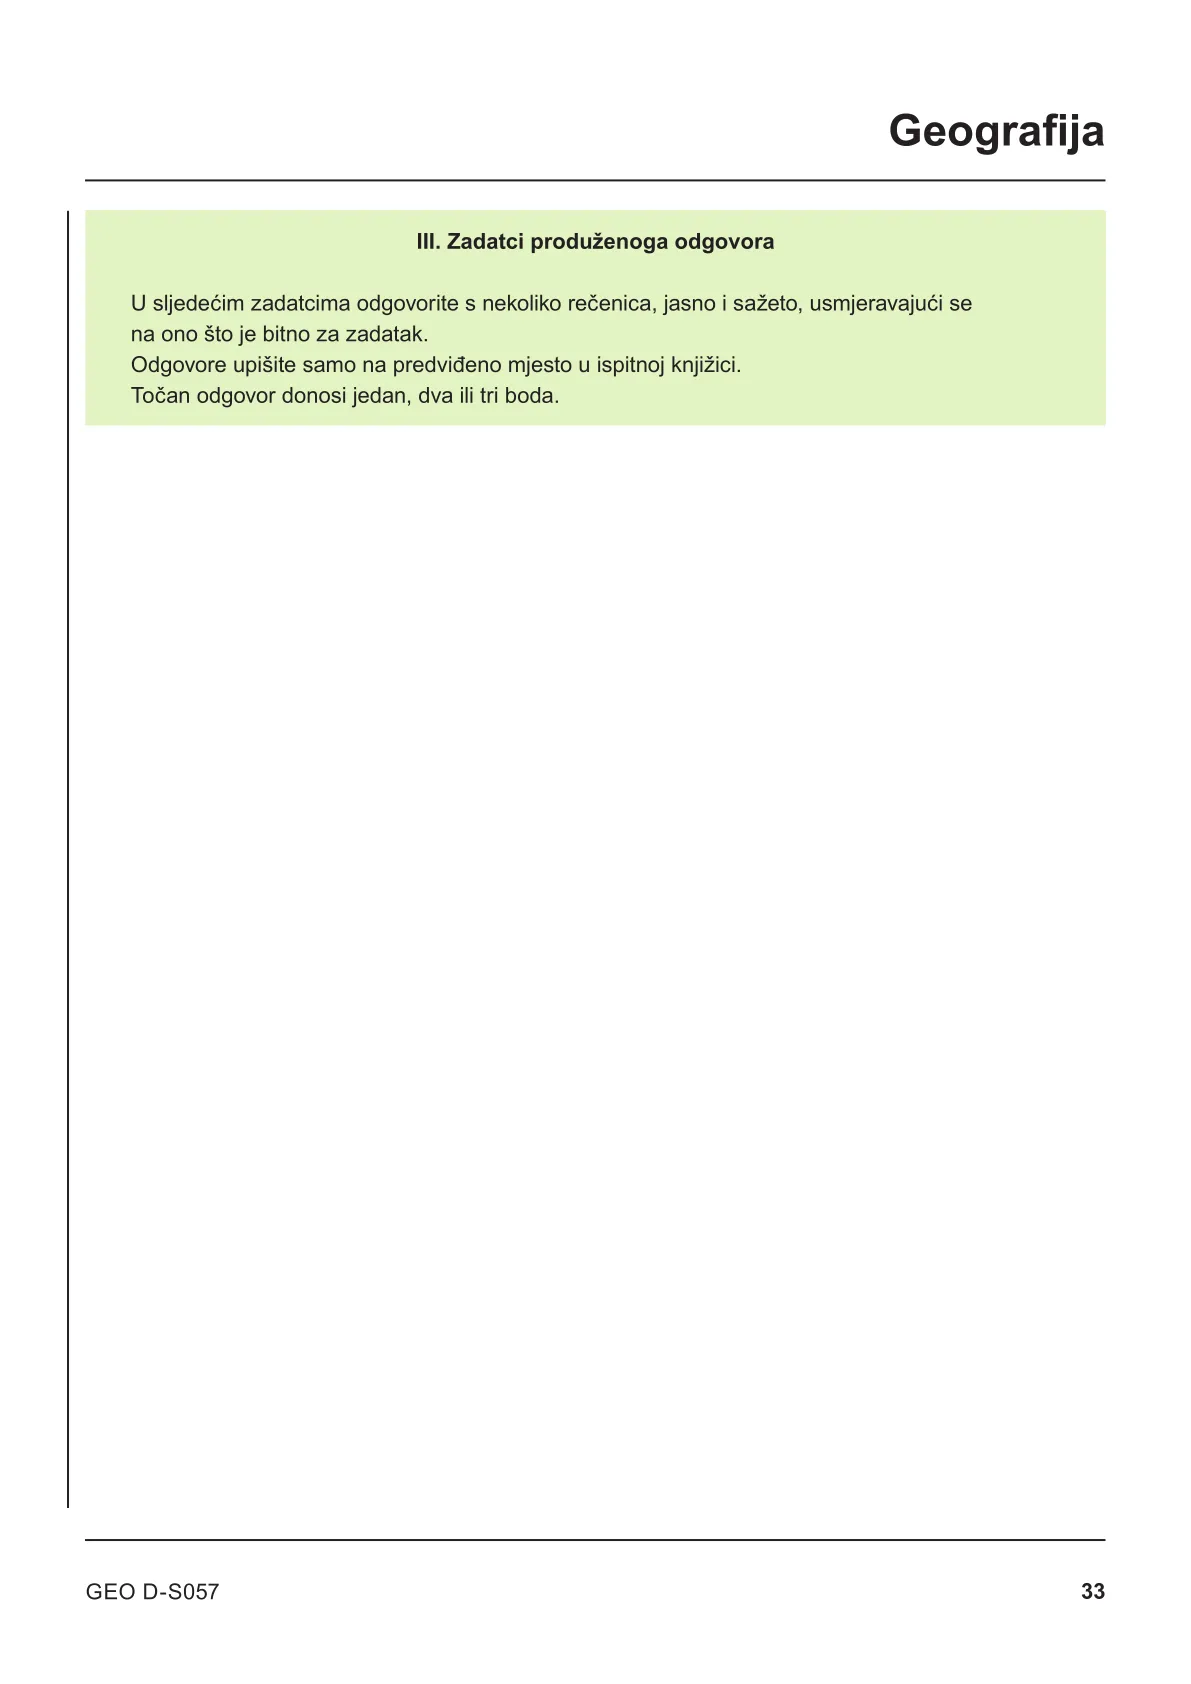 Geografija
III. Zadatci produženoga odgovora
U sljedećim zadatcima odgovorite s nekoliko rečenica, jasno i sažeto, usmjeravajući se
na ono što je bitno za zadatak.
Odgovore upišite samo na predviđeno mjesto u ispitnoj knjižici.
Točan odgovor donosi jedan, dva ili tri boda.
GEO D-S057
33